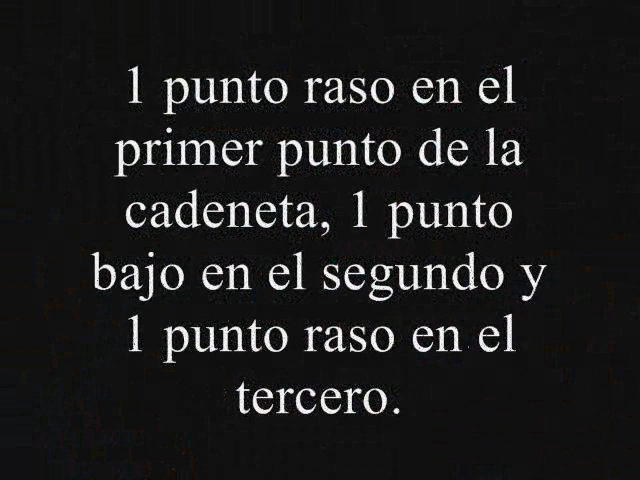 1 punto raso en el
primer punto de la
cadeneta, 1 punto
bajo en el segundo y
1 punto raso en el
tercero.